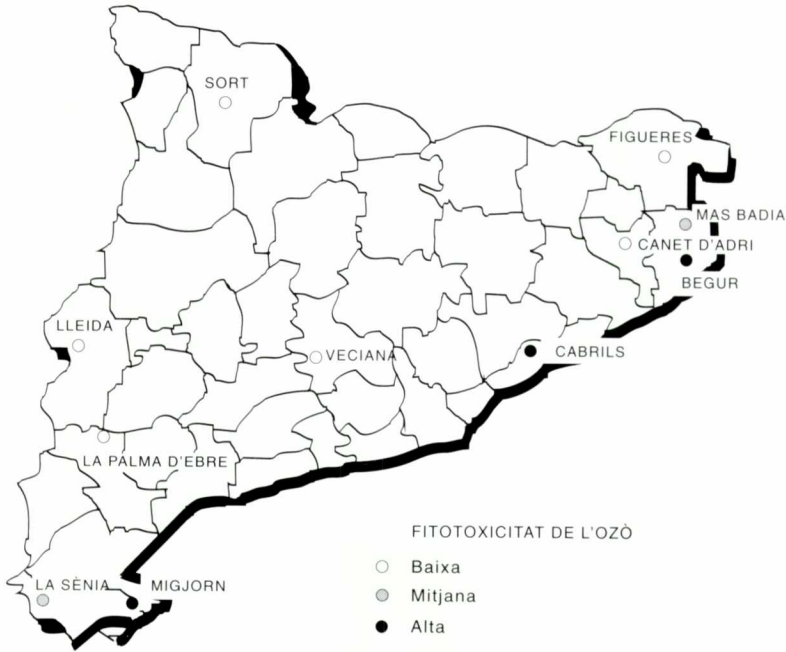 SORT
FIGUERES
MAS BADIA
CANET D'ADRI
BEGUR
LLEIDA
VECIANA
CABRILS
LA PALMA D'EBRE
FITOTOXICITAT DE L'OZÒ
Baixa
LA SÈNIA
MIGJORN
Mitjana
Alta